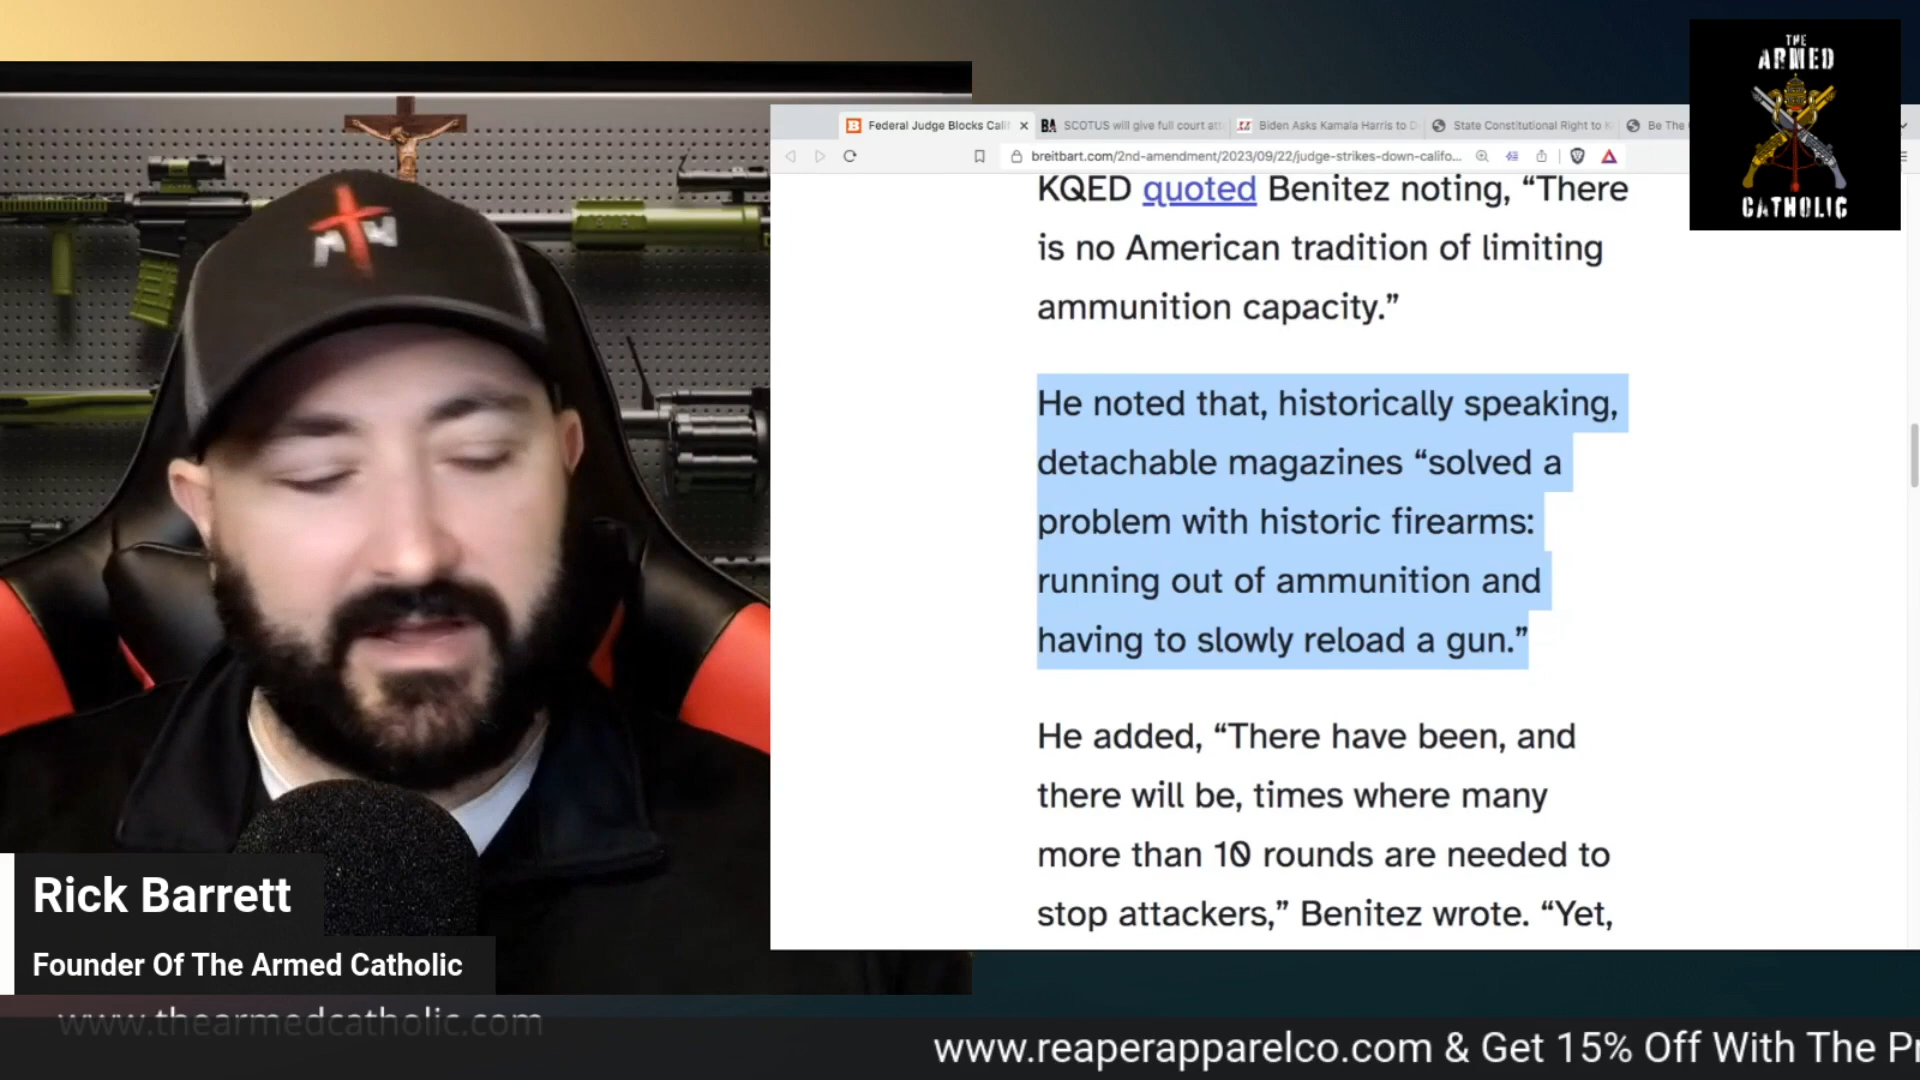 THE
ARMED
CATHOLIC
Federal Judge Blocks Calif
SCOTUS will give full court att
Biden Asks Kamala Harris to D
State Constitutional Right to K
Be The
breitbart.com/2nd-amendment/2023/09/22/judge-strikes-down-califo...
KQED quoted Benitez noting, “There
is no American tradition of limiting
ammunition capacity.”
He noted that, historically speaking,
detachable magazines “solved a
problem with historic firearms:
running out of ammunition and
having to slowly reload a gun.”
He added, “There have been, and
there will be, times where many
more than 10 rounds are needed to
stop attackers,” Benitez wrote. “Yet,
Rick Barrett
Founder Of The Armed Catholic
www.thearmedcatholic.com
www.reaperapparelco.com & Get 15% Off With The Pr